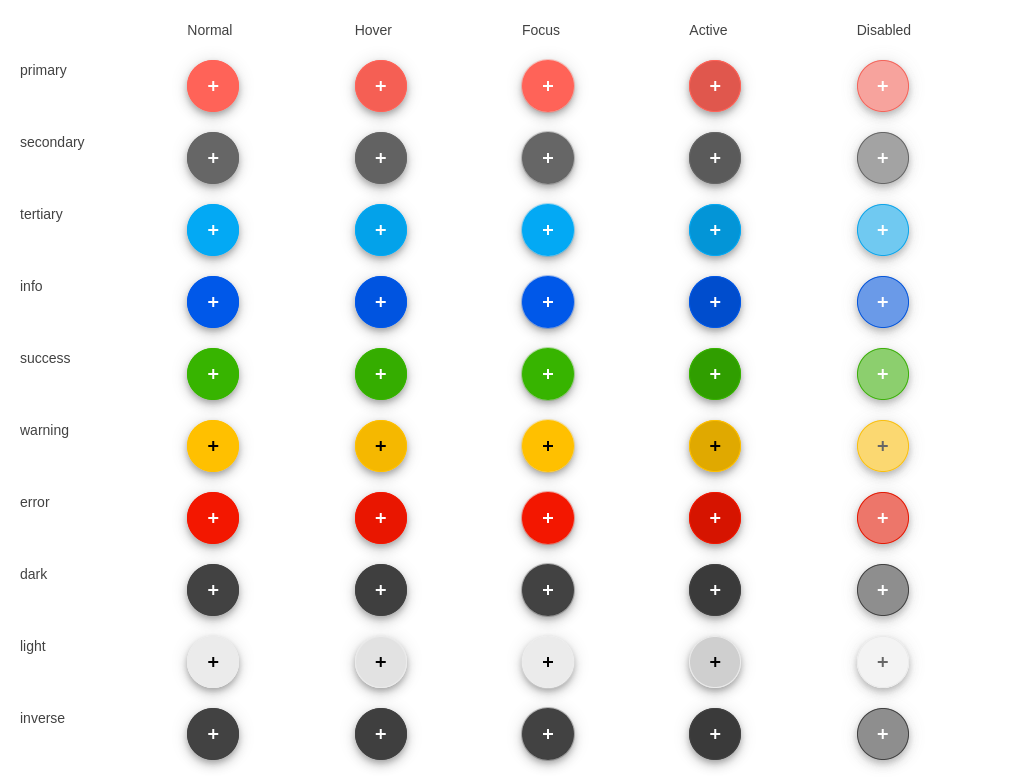 Normal Hover Focus Active Disabled
primary + + + + +
secondary + + + + +
tertiary + + + + +
info + + + + +
success + + + + +
warning + + + + +
error + + + + +
dark + + + + +
light + + + + +
inverse + + + + +